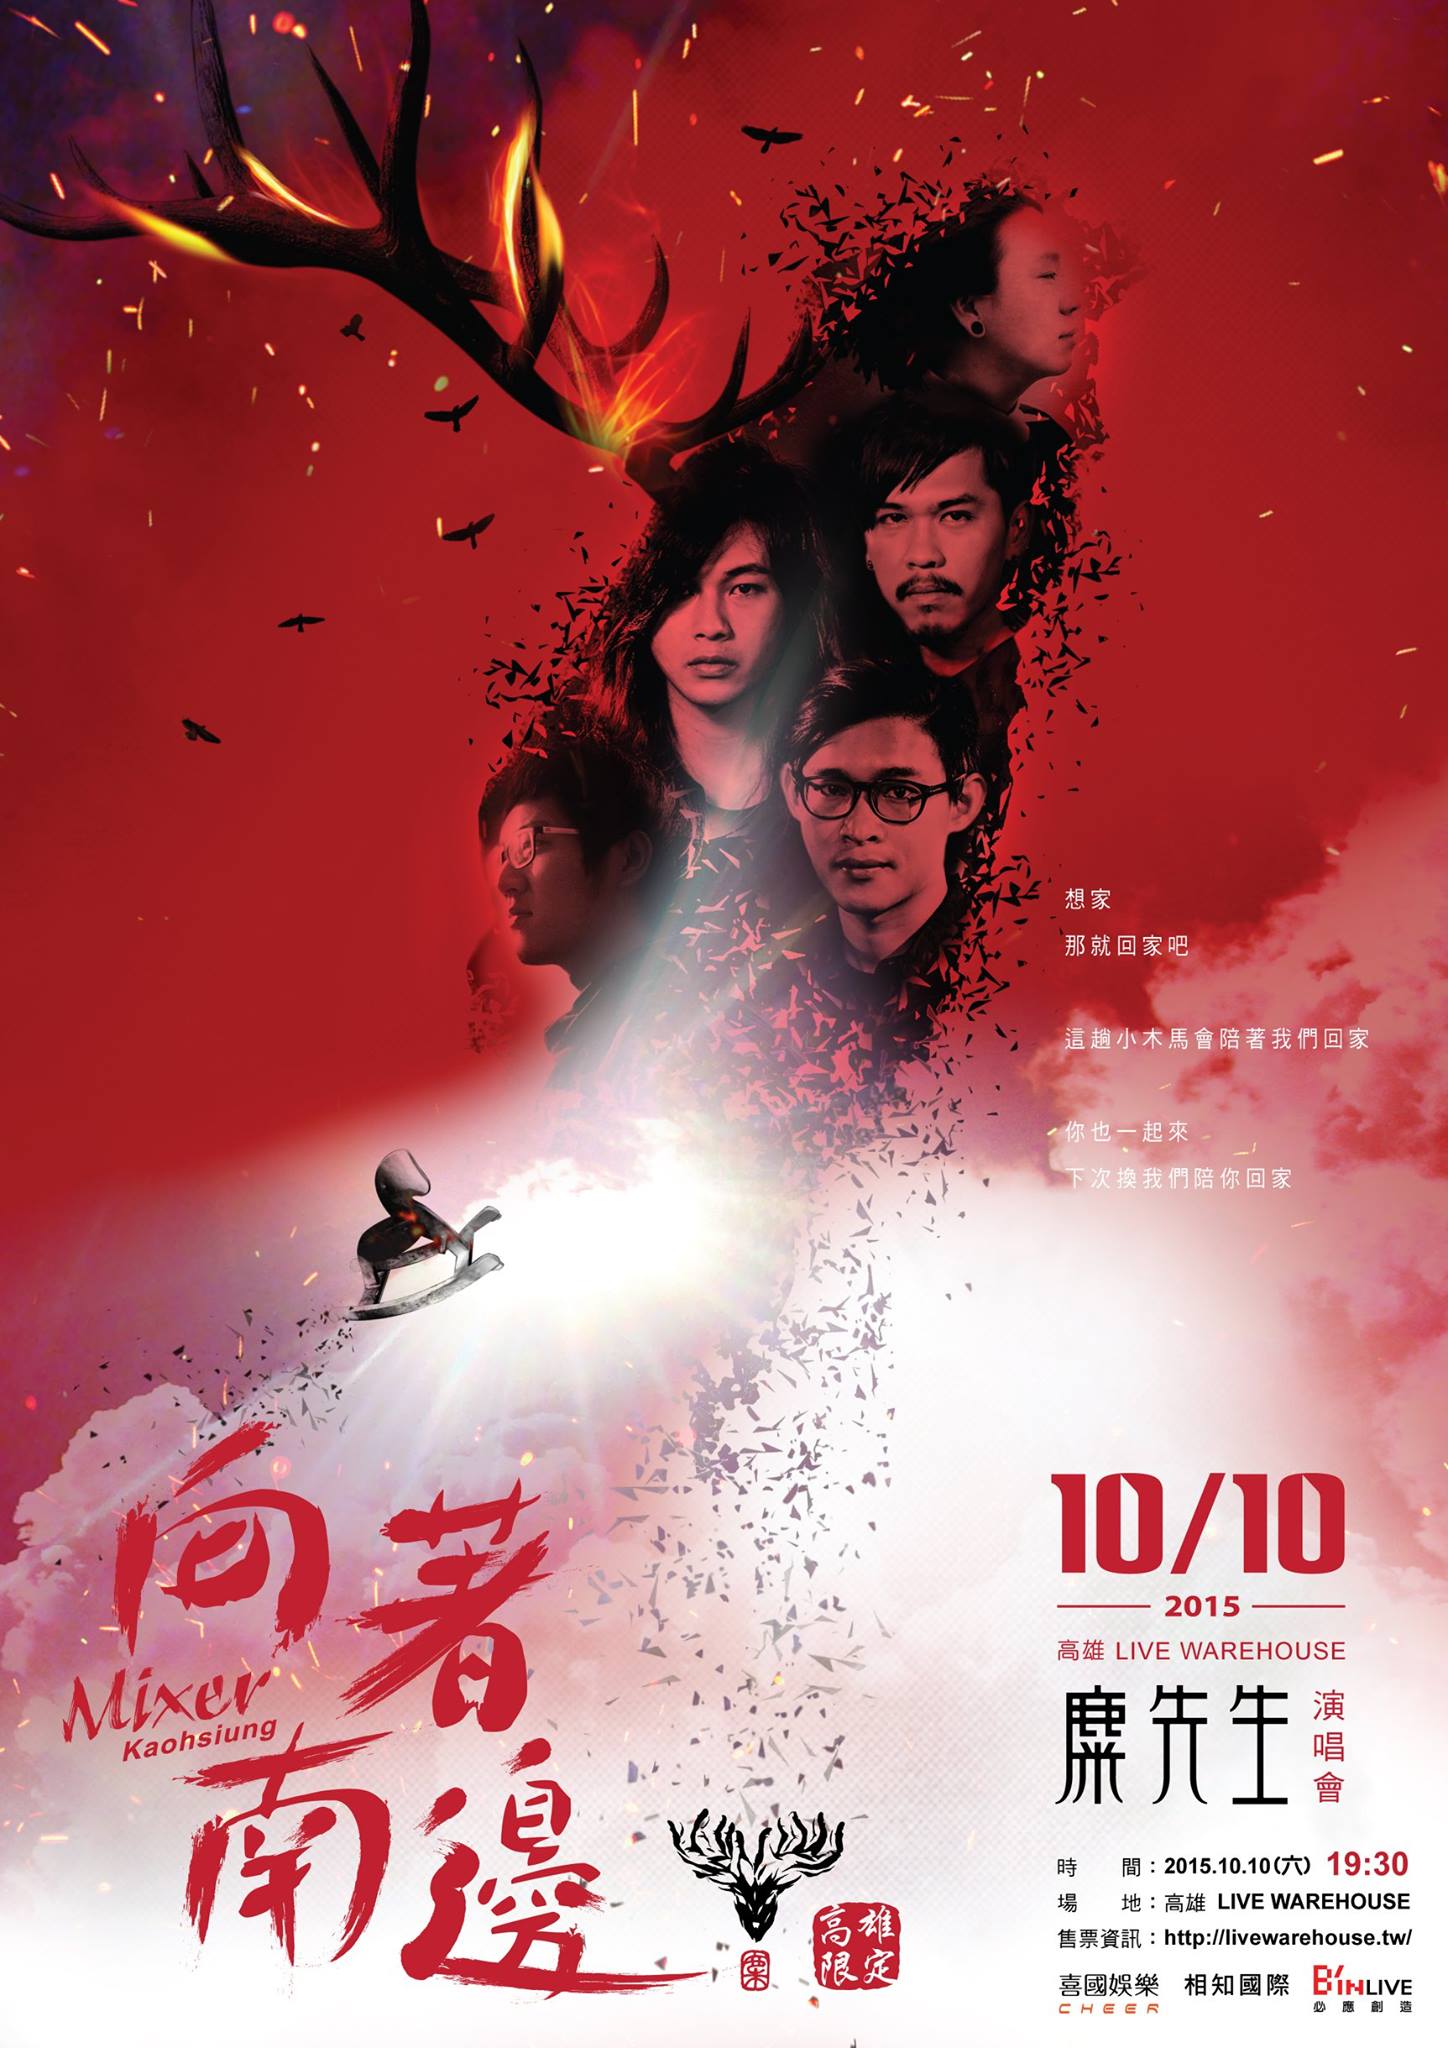 想家
那就回家吧
這趟小木馬會陪著我們回家
你也一起來
下次換我們陪你回家
向著
Mixer
Kaohsiung
南邊
糜
高雄
限定
10/10
2015
高雄 LIVE WAREHOUSE
麋先生
演唱會
時 間：2015.10.10(六) 19:30
場 地：高雄 LIVE WAREHOUSE
售票資訊：http://livewarehouse.tw/
喜國娛樂
CHEER
相知國際
B'IN LIVE
必應創造